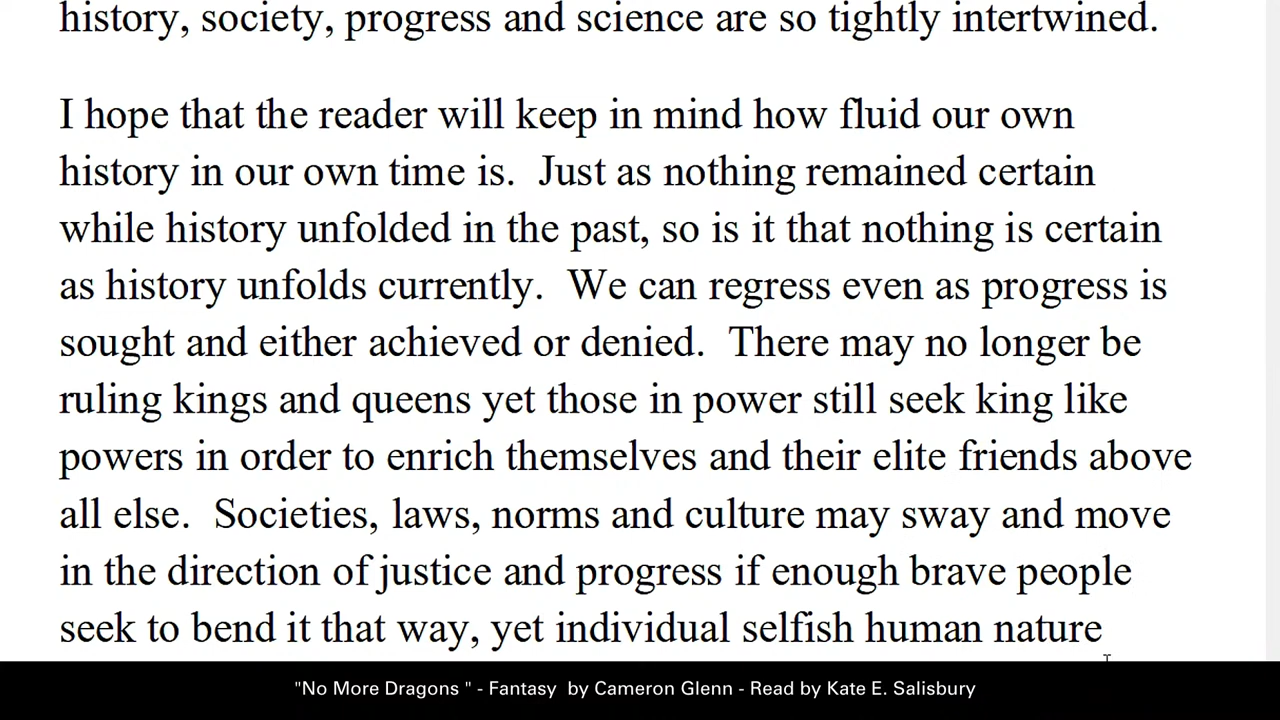 history, society, progress and science are so tightly intertwined.
I hope that the reader will keep in mind how fluid our own
history in our own time is.  Just as nothing remained certain
while history unfolded in the past, so is it that nothing is certain
as history unfolds currently.  We can regress even as progress is
sought and either achieved or denied.  There may no longer be
ruling kings and queens yet those in power still seek king like
powers in order to enrich themselves and their elite friends above
all else.  Societies, laws, norms and culture may sway and move
in the direction of justice and progress if enough brave people
seek to bend it that way, yet individual selfish human nature
"No More Dragons " - Fantasy  by Cameron Glenn - Read by Kate E. Salisbury